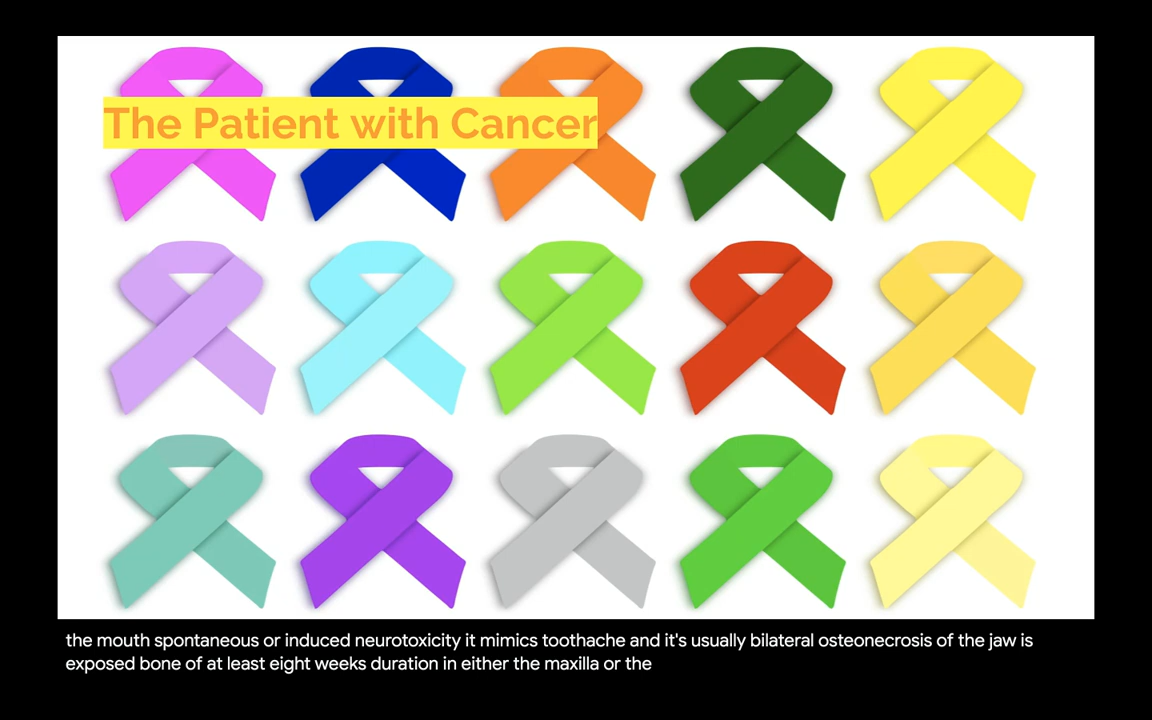 The Patient with Cancer
the mouth spontaneous or induced neurotoxicity it mimics toothache and it's usually bilateral osteonecrosis of the jaw is
exposed bone of at least eight weeks duration in either the maxilla or the